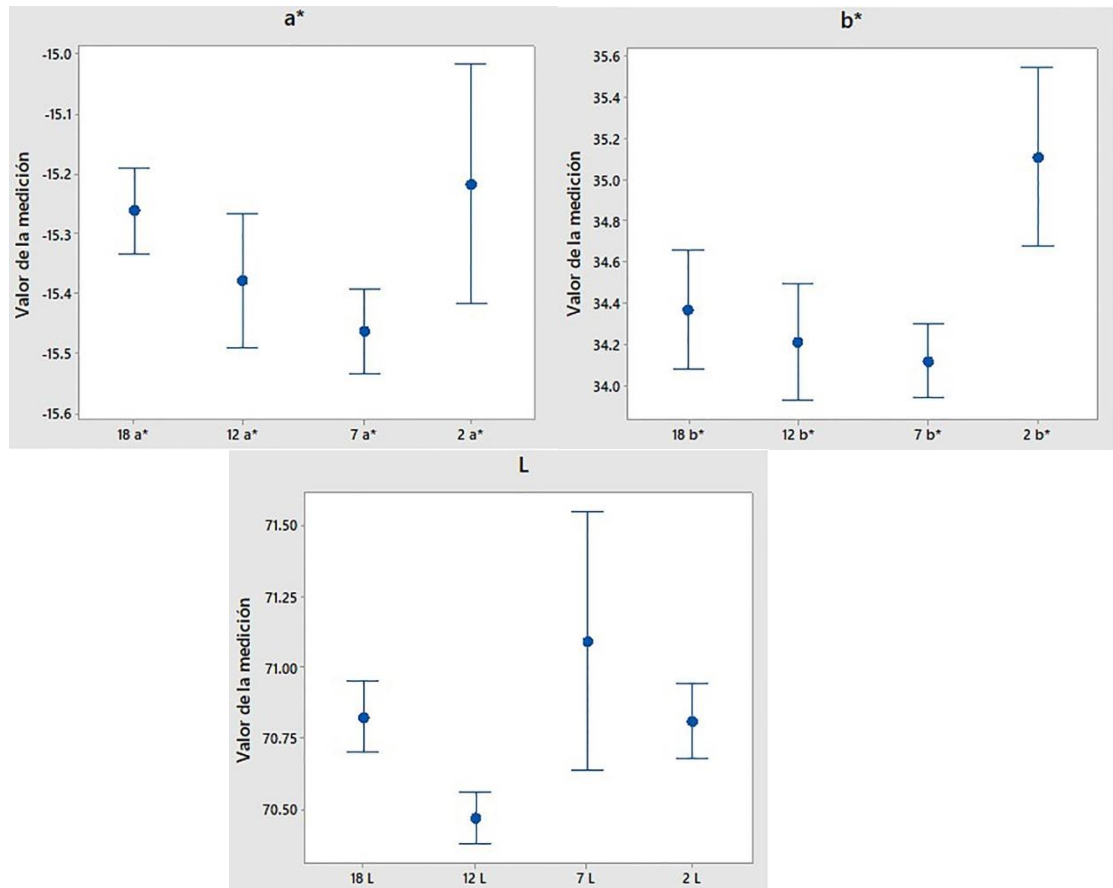 a*
Valor de la medición
-15.0
-15.1
-15.2
-15.3
-15.4
-15.5
-15.6
18 a* 12 a* 7 a* 2 a*
b*
Valor de la medición
35.6
35.4
35.2
35.0
34.8
34.6
34.4
34.2
34.0
18 b* 12 b* 7 b* 2 b*
L
Valor de la medición
71.50
71.25
71.00
70.75
70.50
18 L 12 L 7 L 2 L